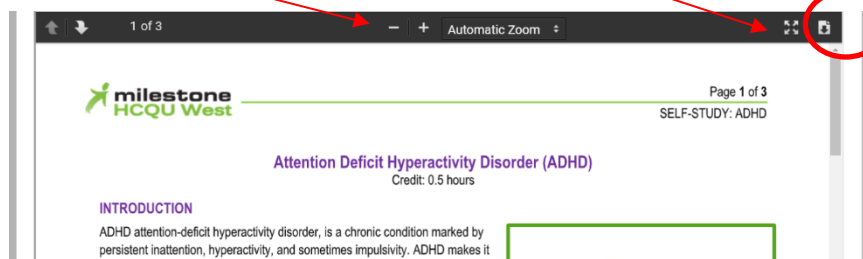 1 of 3
Automatic Zoom
milestone
HCQU West
Page 1 of 3
SELF-STUDY: ADHD
Attention Deficit Hyperactivity Disorder (ADHD)
Credit: 0.5 hours
INTRODUCTION
ADHD attention-deficit hyperactivity disorder, is a chronic condition marked by
persistent inattention, hyperactivity, and sometimes impulsivity. ADHD makes it